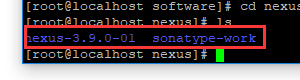 [root@localhost software]# cd nexus
[root@localhost nexus]# ls
nexus-3.9.0-01 sonatype-work
[root@localhost nexus]#